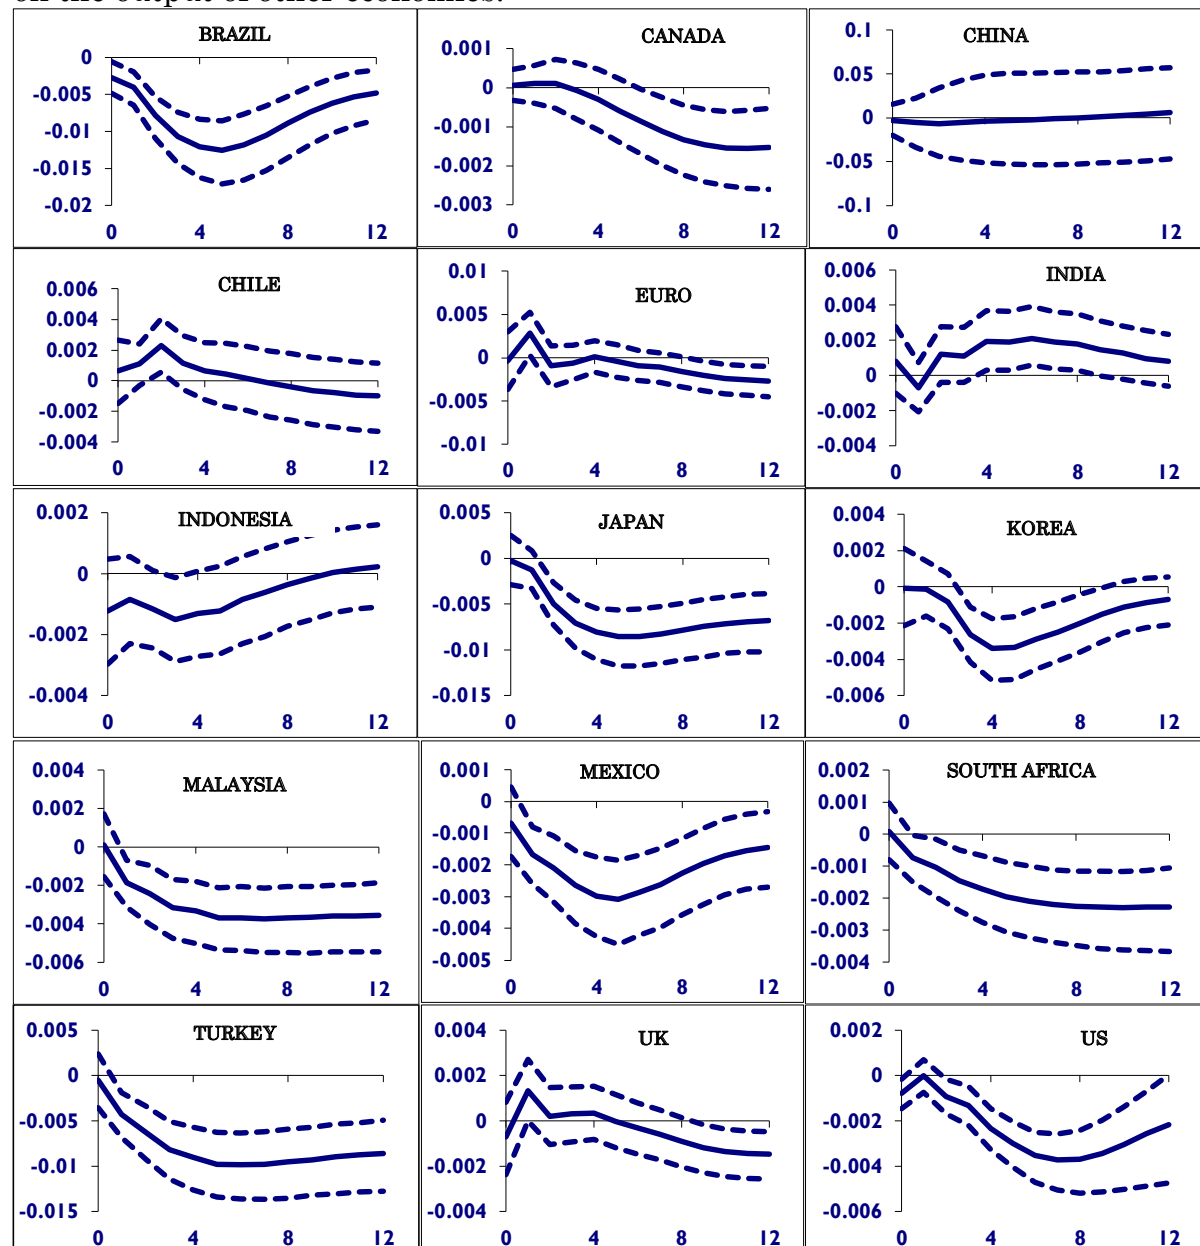 on the output of other economies.
BRAZIL
0
-0.005
-0.01
-0.015
-0.02
0 4 8 12
CANADA
0.001
0
-0.001
-0.002
-0.003
0 4 8 12
CHINA
0.1
0.05
0
-0.05
-0.1
0 4 8 12
CHILE
0.006
0.004
0.002
0
-0.002
-0.004
0 4 8 12
EURO
0.01
0.005
0
-0.005
-0.01
0 4 8 12
INDIA
0.006
0.004
0.002
0
-0.002
-0.004
0 4 8 12
INDONESIA
0.002
0
-0.002
-0.004
0 4 8 12
JAPAN
0.005
0
-0.005
-0.01
-0.015
0 4 8 12
KOREA
0.004
0.002
0
-0.002
-0.004
-0.006
0 4 8 12
MALAYSIA
0.004
0.002
0
-0.002
-0.004
-0.006
0 4 8 12
MEXICO
0.001
0
-0.001
-0.002
-0.003
-0.004
-0.005
0 4 8 12
SOUTH AFRICA
0.002
0.001
0
-0.001
-0.002
-0.003
-0.004
0 4 8 12
TURKEY
0.005
0
-0.005
-0.01
-0.015
0 4 8 12
UK
0.004
0.002
0
-0.002
-0.004
0 4 8 12
US
0.002
0
-0.002
-0.004
-0.006
0 4 8 12